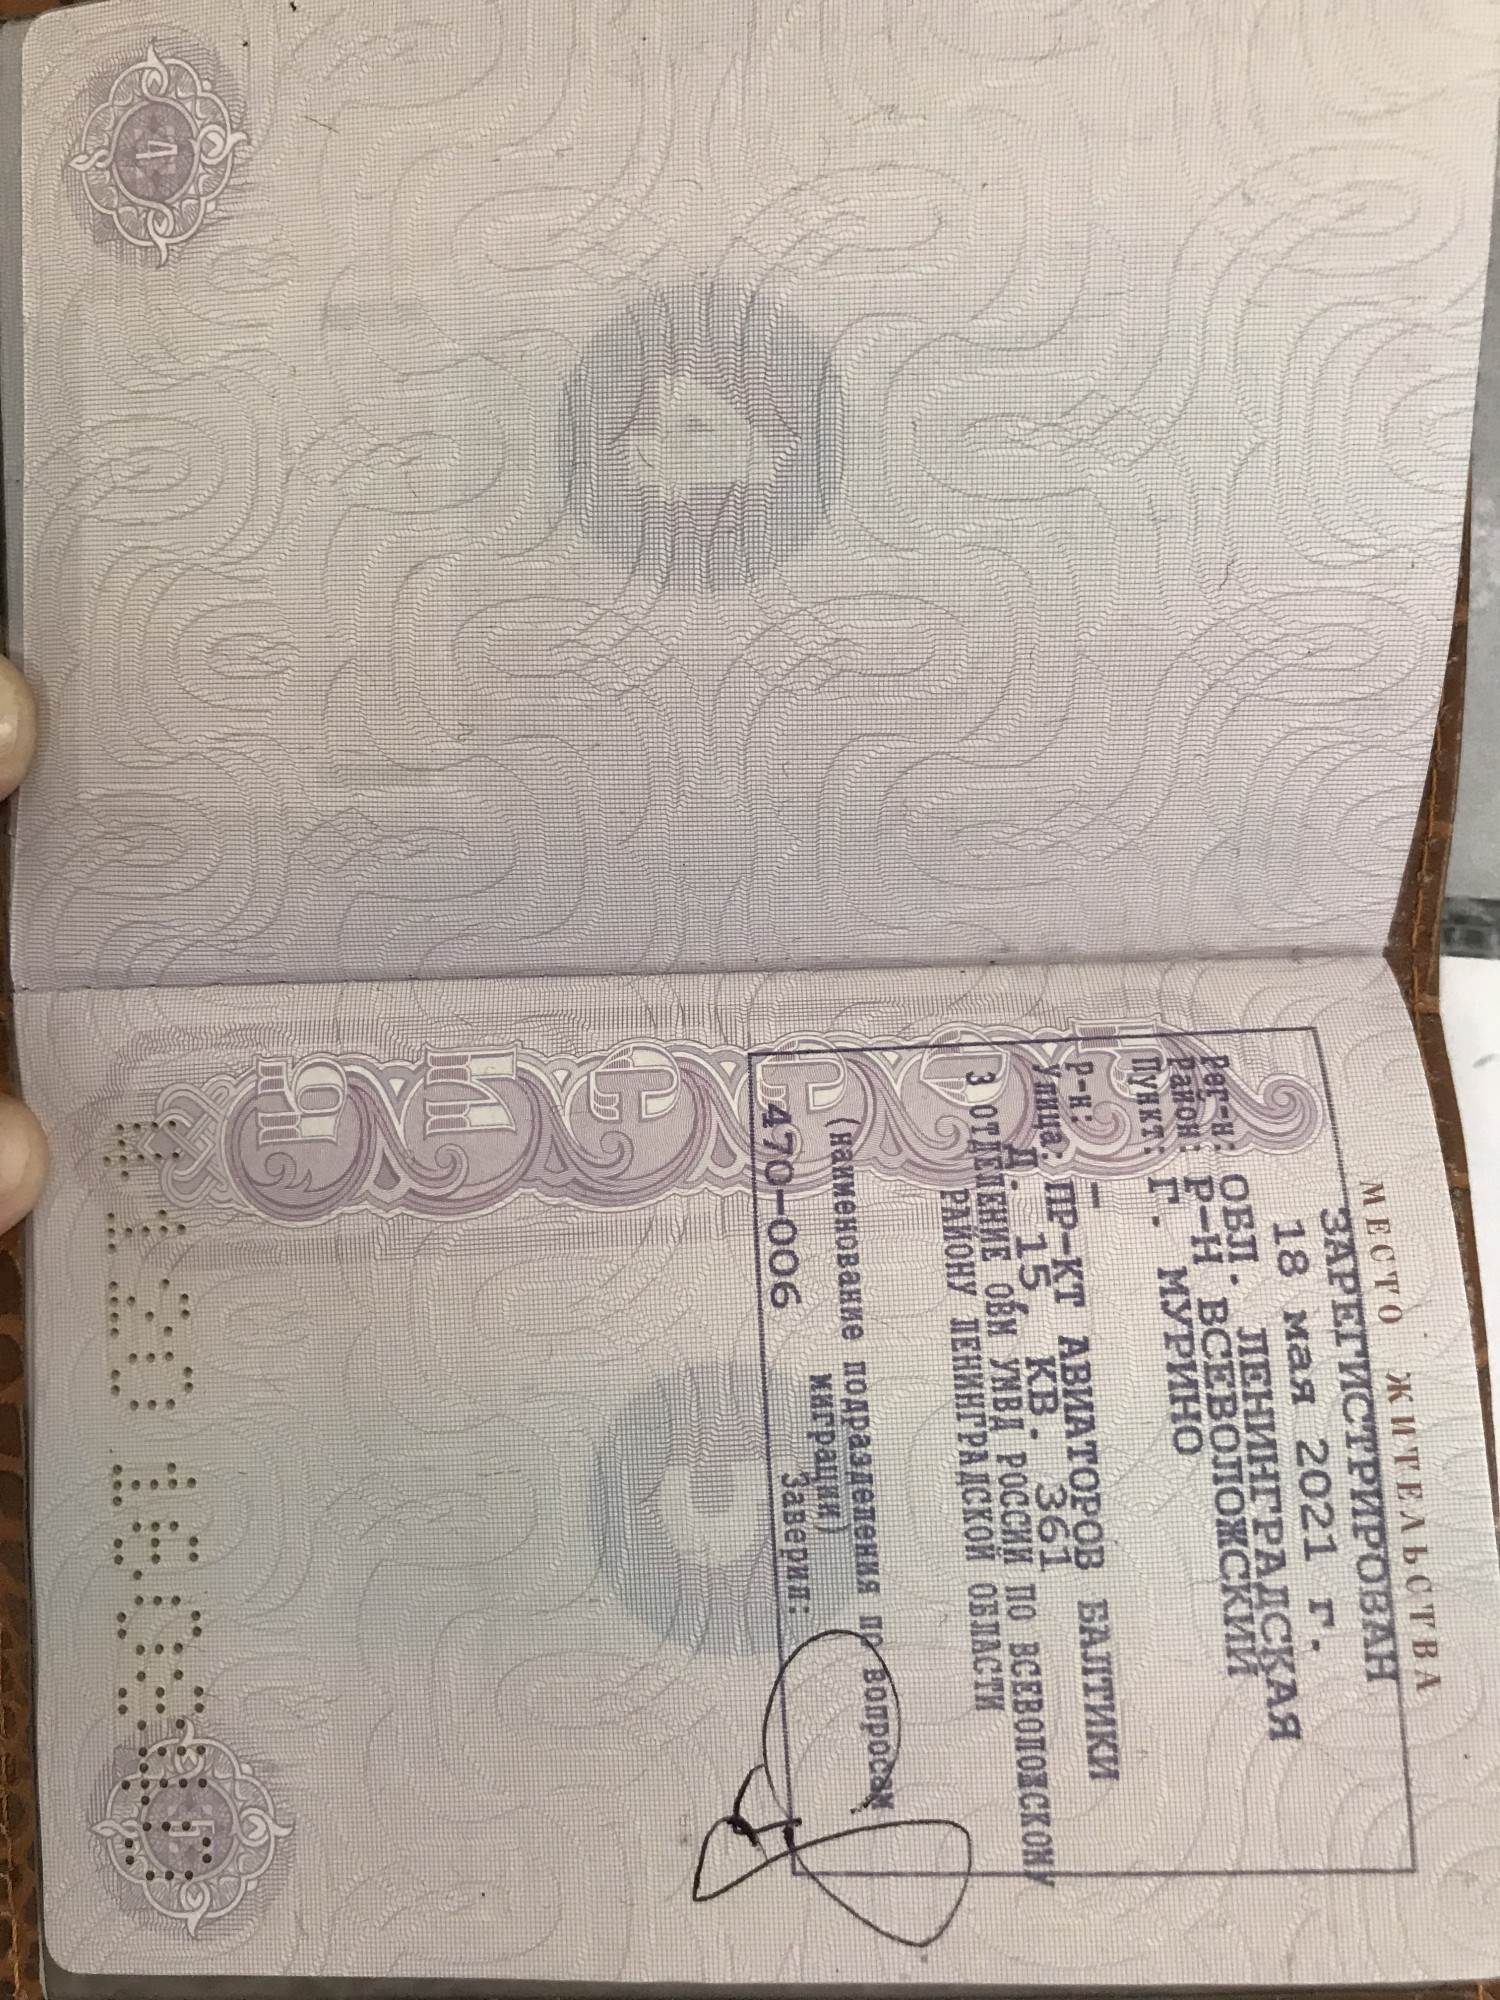 4
МЕСТО ЖИТЕЛЬСТВА
ЗАРЕГИСТРИРОВАН
18 мая 2021 г.
Рег-н: ОБЛ. ЛЕНИНГРАДСКАЯ
Район: Р-Н ВСЕВОЛОЖСКИЙ
Пункт: Г. МУРИНО
Р-н: –
Улица: ПР-КТ АВИАТОРОВ БАЛТИКИ
Д. 15, КВ. 361
3 ОТДЕЛЕНИЕ ОВМ УМВД РОССИИ ПО ВСЕВОЛОЖСКОМУ
РАЙОНУ ЛЕНИНГРАДСКОЙ ОБЛАСТИ
(наименование подразделения по вопросам
миграции)
470-006 Заверил:
5